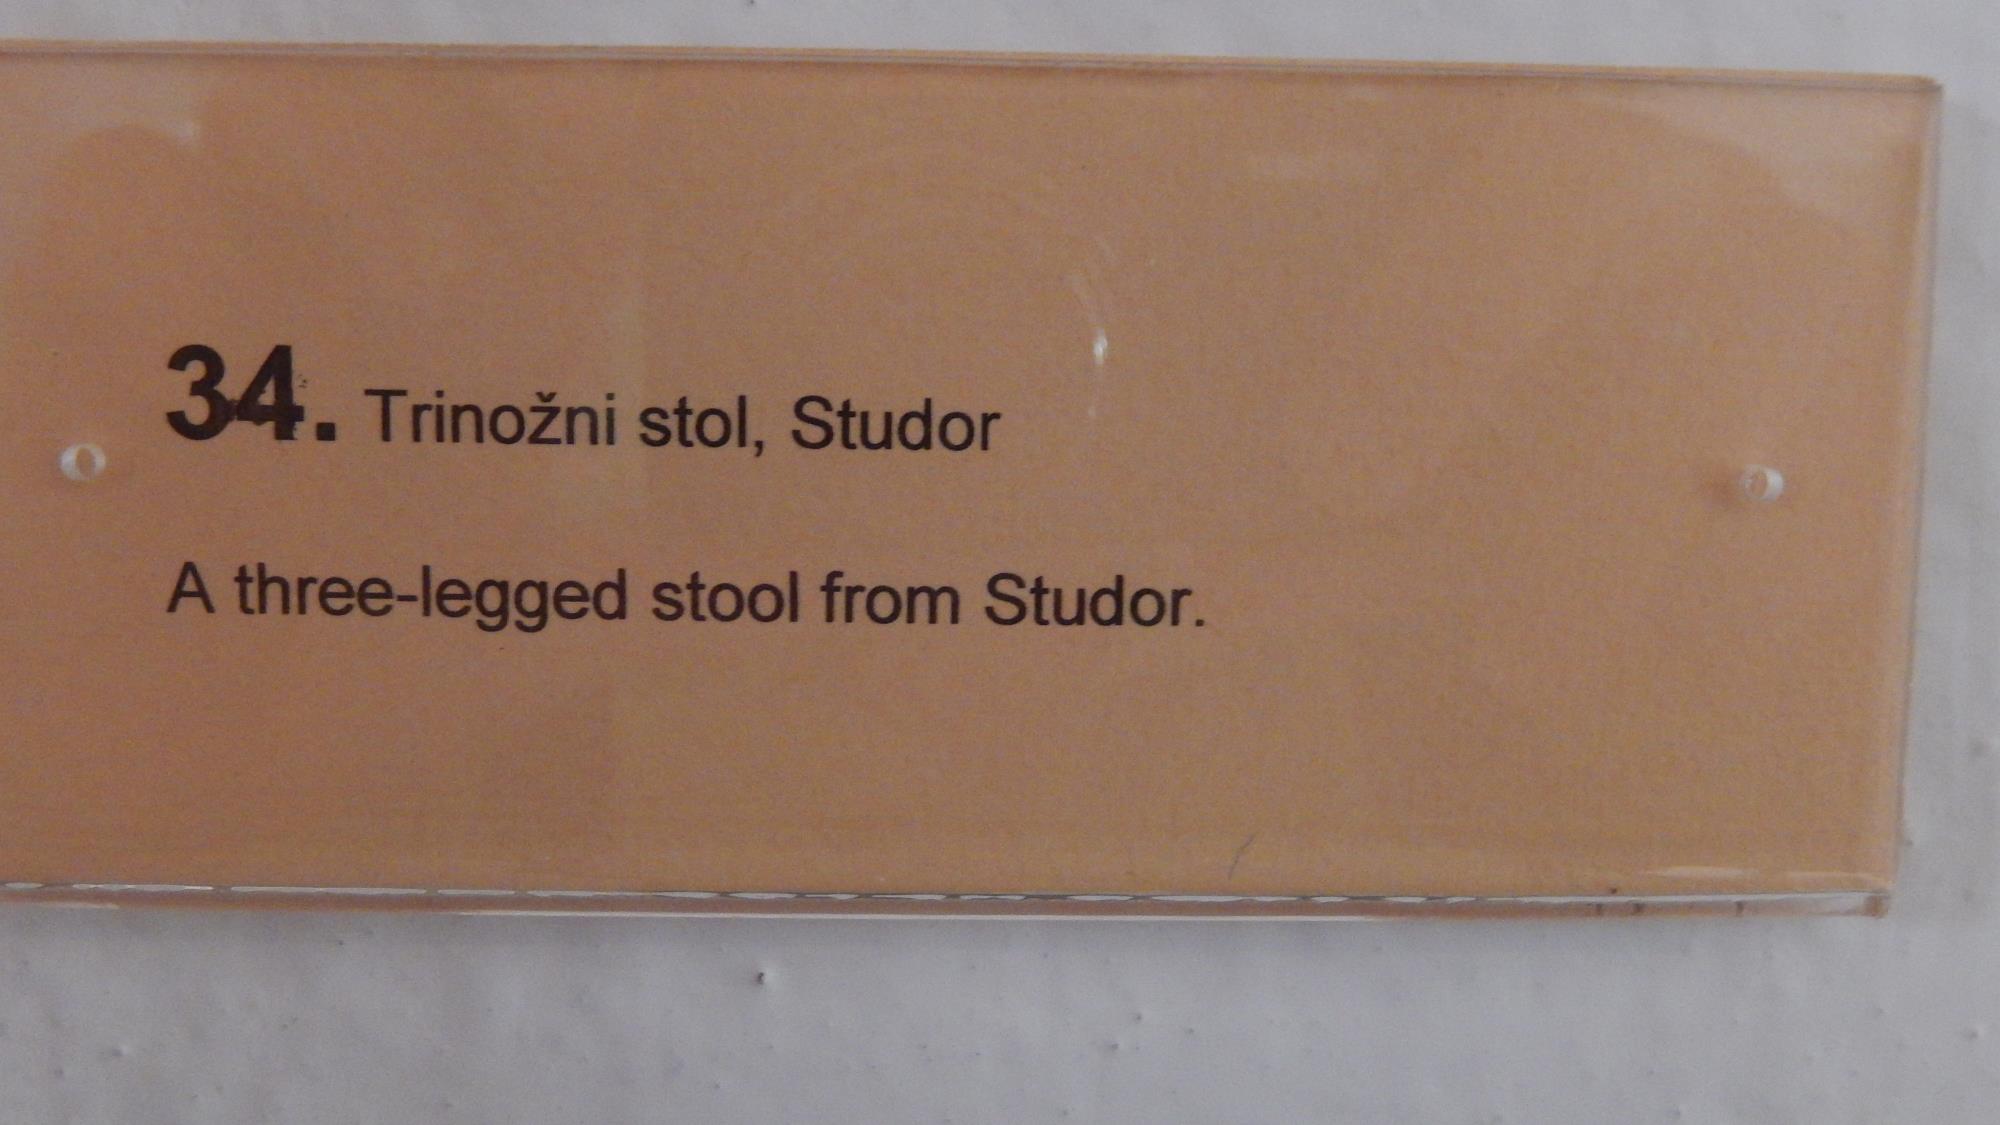 34. Trinožni stol, Studor
A three-legged stool from Studor.